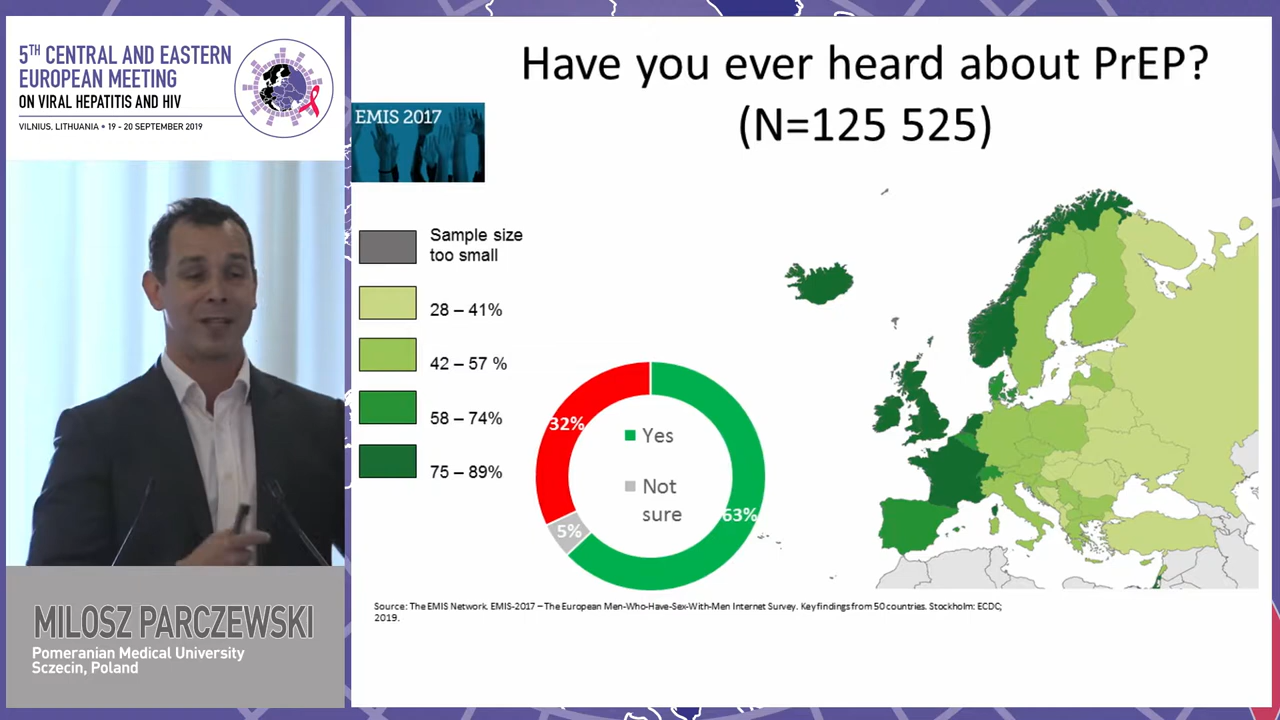 5TH CENTRAL AND EASTERN
EUROPEAN MEETING
ON VIRAL HEPATITIS AND HIV
VILNIUS, LITHUANIA • 19 - 20 SEPTEMBER 2019
MILOSZ PARCZEWSKI
Pomeranian Medical University
Sczecin, Poland
Have you ever heard about PrEP?
(N=125 525)
EMIS 2017
Sample size
too small
28 – 41%
42 – 57 %
58 – 74%
75 – 89%
32%
Yes
Not
sure
63%
5%
Source: The EMIS Network. EMIS-2017 – The European Men-Who-Have-Sex-With-Men Internet Survey. Key findings from 50 countries. Stockholm: ECDC;
2019.